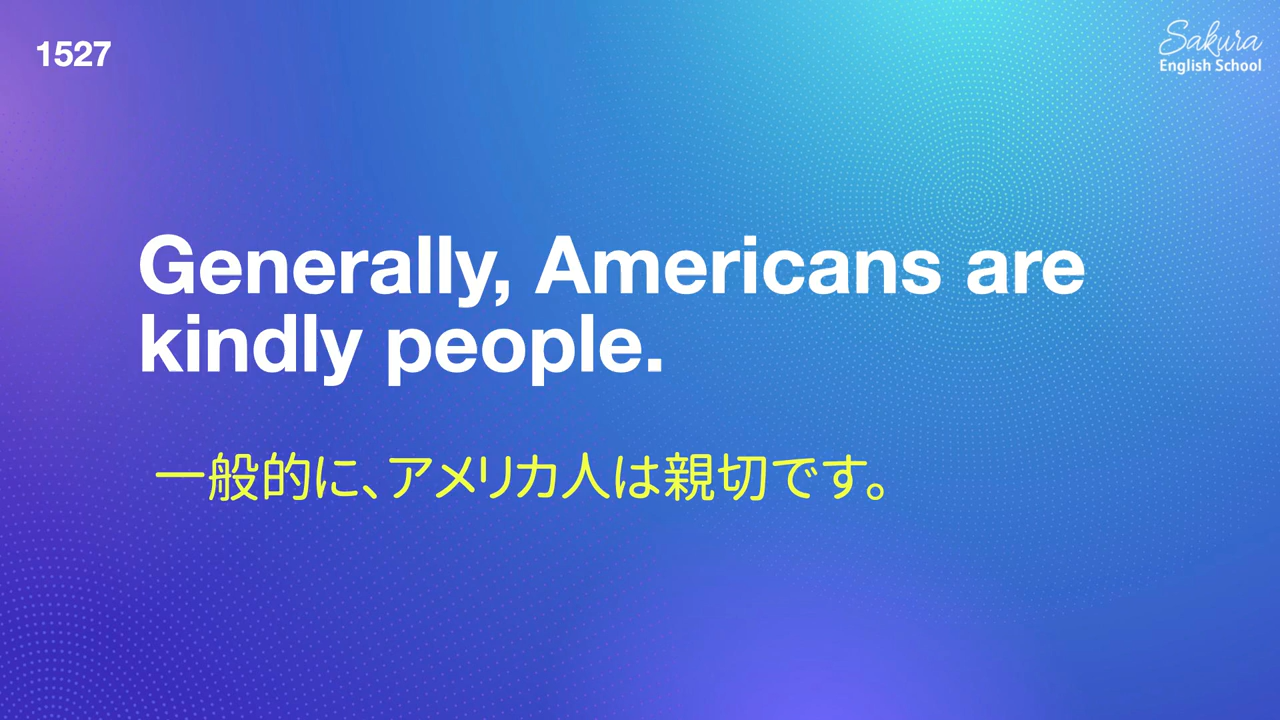 1527
Sakura
English School
Generally, Americans are
kindly people.
一般的に、アメリカ人は親切です。